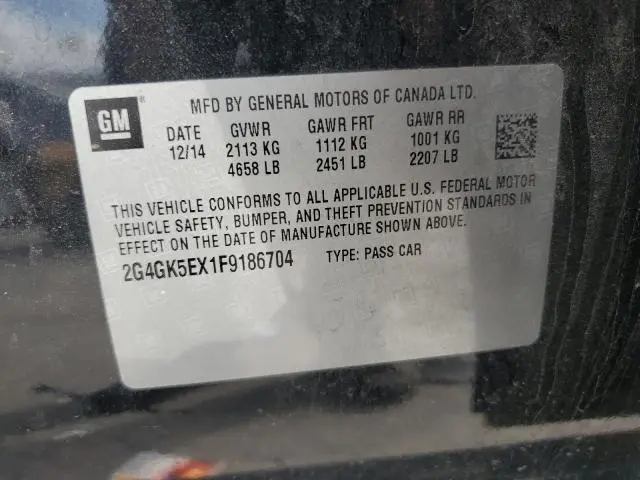 GM ® MFD BY GENERAL MOTORS OF CANADA LTD.
DATE GVWR GAWR FRT GAWR RR
12/14 2113 KG 1112 KG 1001 KG
4658 LB 2451 LB 2207 LB
THIS VEHICLE CONFORMS TO ALL APPLICABLE U.S. FEDERAL MOTOR
VEHICLE SAFETY, BUMPER, AND THEFT PREVENTION STANDARDS IN
EFFECT ON THE DATE OF MANUFACTURE SHOWN ABOVE.
2G4GK5EX1F9186704 TYPE: PASS CAR